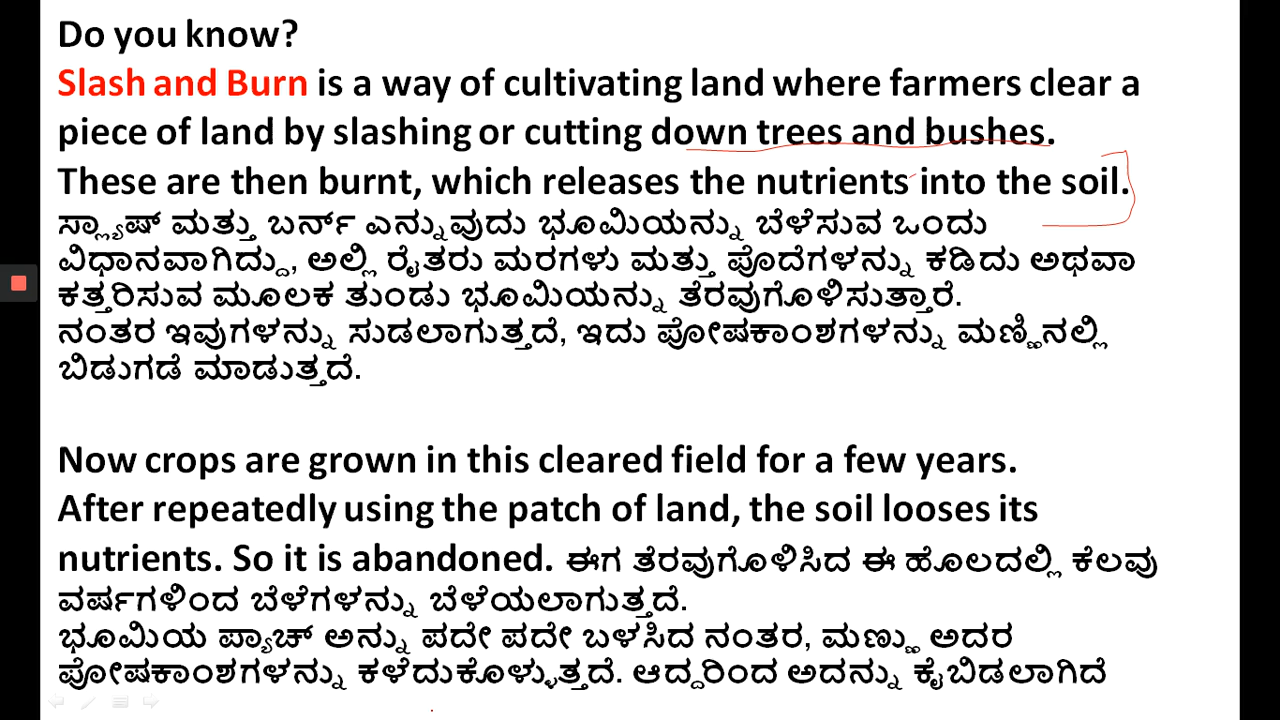 Do you know?
Slash and Burn is a way of cultivating land where farmers clear a
piece of land by slashing or cutting down trees and bushes.
These are then burnt, which releases the nutrients into the soil.
ಸ್ಲ್ಯಾಷ್ ಮತ್ತು ಬರ್ನ್ ಎನ್ನುವುದು ಭೂಮಿಯನ್ನು ಬೆಳೆಸುವ ಒಂದು
ವಿಧಾನವಾಗಿದ್ದು, ಅಲ್ಲಿ ರೈತರು ಮರಗಳು ಮತ್ತು ಪೊದೆಗಳನ್ನು ಕಡಿದು ಅಥವಾ
ಕತ್ತರಿಸುವ ಮೂಲಕ ತುಂಡು ಭೂಮಿಯನ್ನು ತೆರವುಗೊಳಿಸುತ್ತಾರೆ.
ನಂತರ ಇವುಗಳನ್ನು ಸುಡಲಾಗುತ್ತದೆ, ಇದು ಪೋಷಕಾಂಶಗಳನ್ನು ಮಣ್ಣಿನಲ್ಲಿ
ಬಿಡುಗಡೆ ಮಾಡುತ್ತದೆ.
Now crops are grown in this cleared field for a few years.
After repeatedly using the patch of land, the soil looses its
nutrients. So it is abandoned. ಈಗ ತೆರವುಗೊಳಿಸಿದ ಈ ಹೊಲದಲ್ಲಿ ಕೆಲವು
ವರ್ಷಗಳಿಂದ ಬೆಳೆಗಳನ್ನು ಬೆಳೆಯಲಾಗುತ್ತದೆ.
ಭೂಮಿಯ ಪ್ಯಾಚ್ ಅನ್ನು ಪದೇ ಪದೇ ಬಳಸಿದ ನಂತರ, ಮಣ್ಣು ಅದರ
ಪೋಷಕಾಂಶಗಳನ್ನು ಕಳೆದುಕೊಳ್ಳುತ್ತದೆ. ಆದ್ದರಿಂದ ಅದನ್ನು ಕೈಬಿಡಲಾಗಿದೆ